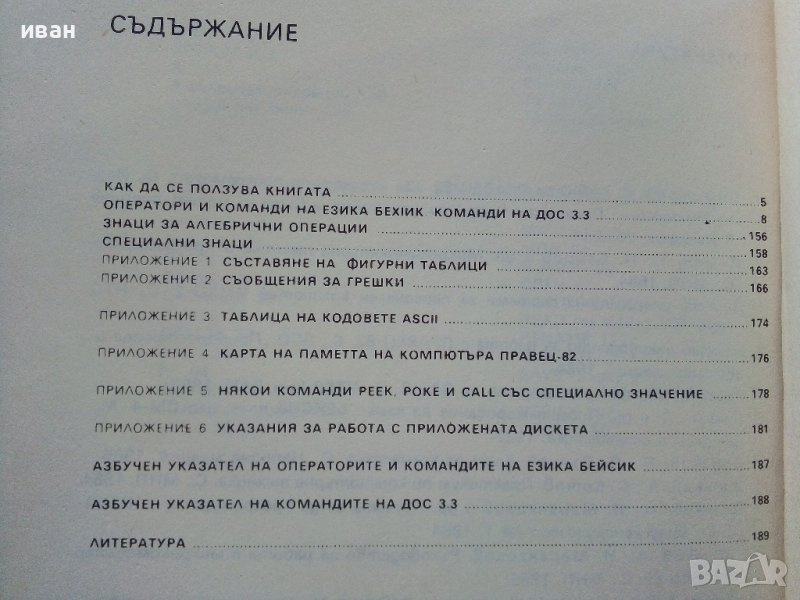 иван
СЪДЪРЖАНИЕ
КАК ДА СЕ ПОЛЗУВА КНИГАТА 5
ОПЕРАТОРИ И КОМАНДИ НА ЕЗИКА БЕХIИК КОМАНДИ НА ДОС 3.3 8
ЗНАЦИ ЗА АЛГЕБРИЧНИ ОПЕРАЦИИ 156
СПЕЦИАЛНИ ЗНАЦИ 158
ПРИЛОЖЕНИЕ 1 СЪСТАВЯНЕ НА ФИГУРНИ ТАБЛИЦИ 163
ПРИЛОЖЕНИЕ 2 СЪОБЩЕНИЯ ЗА ГРЕШКИ 166
ПРИЛОЖЕНИЕ 3 ТАБЛИЦА НА КОДОВЕТЕ ASCII 174
ПРИЛОЖЕНИЕ 4 КАРТА НА ПАМЕТТА НА КОМПЮТЪРА ПРАВЕЦ-82 176
ПРИЛОЖЕНИЕ 5 НЯКОИ КОМАНДИ PEEK, POKE И CALL СЪС СПЕЦИАЛНО ЗНАЧЕНИЕ 178
ПРИЛОЖЕНИЕ 6 УКАЗАНИЯ ЗА РАБОТА С ПРИЛОЖЕНАТА ДИСКЕТА 181
АЗБУЧЕН УКАЗАТЕЛ НА ОПЕРАТОРИТЕ И КОМАНДИТЕ НА ЕЗИКА БЕЙСИК 187
АЗБУЧЕН УКАЗАТЕЛ НА КОМАНДИТЕ НА ДОС 3.3 188
ЛИТЕРАТУРА 189
BAZAR